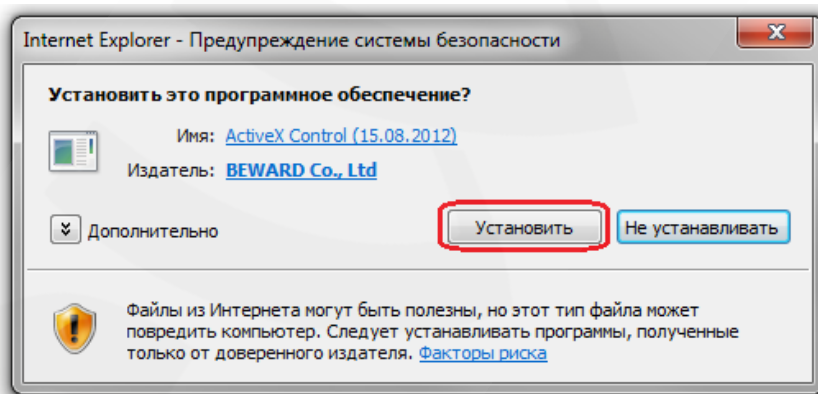 Internet Explorer - Предупреждение системы безопасности
Установить это программное обеспечение?
Имя: ActiveX Control (15.08.2012)
Издатель: BEWARD Co., Ltd
Дополнительно
Установить
Не устанавливать
Файлы из Интернета могут быть полезны, но этот тип файла может
повредить компьютер. Следует устанавливать программы, полученные
только от доверенного издателя. Факторы риска